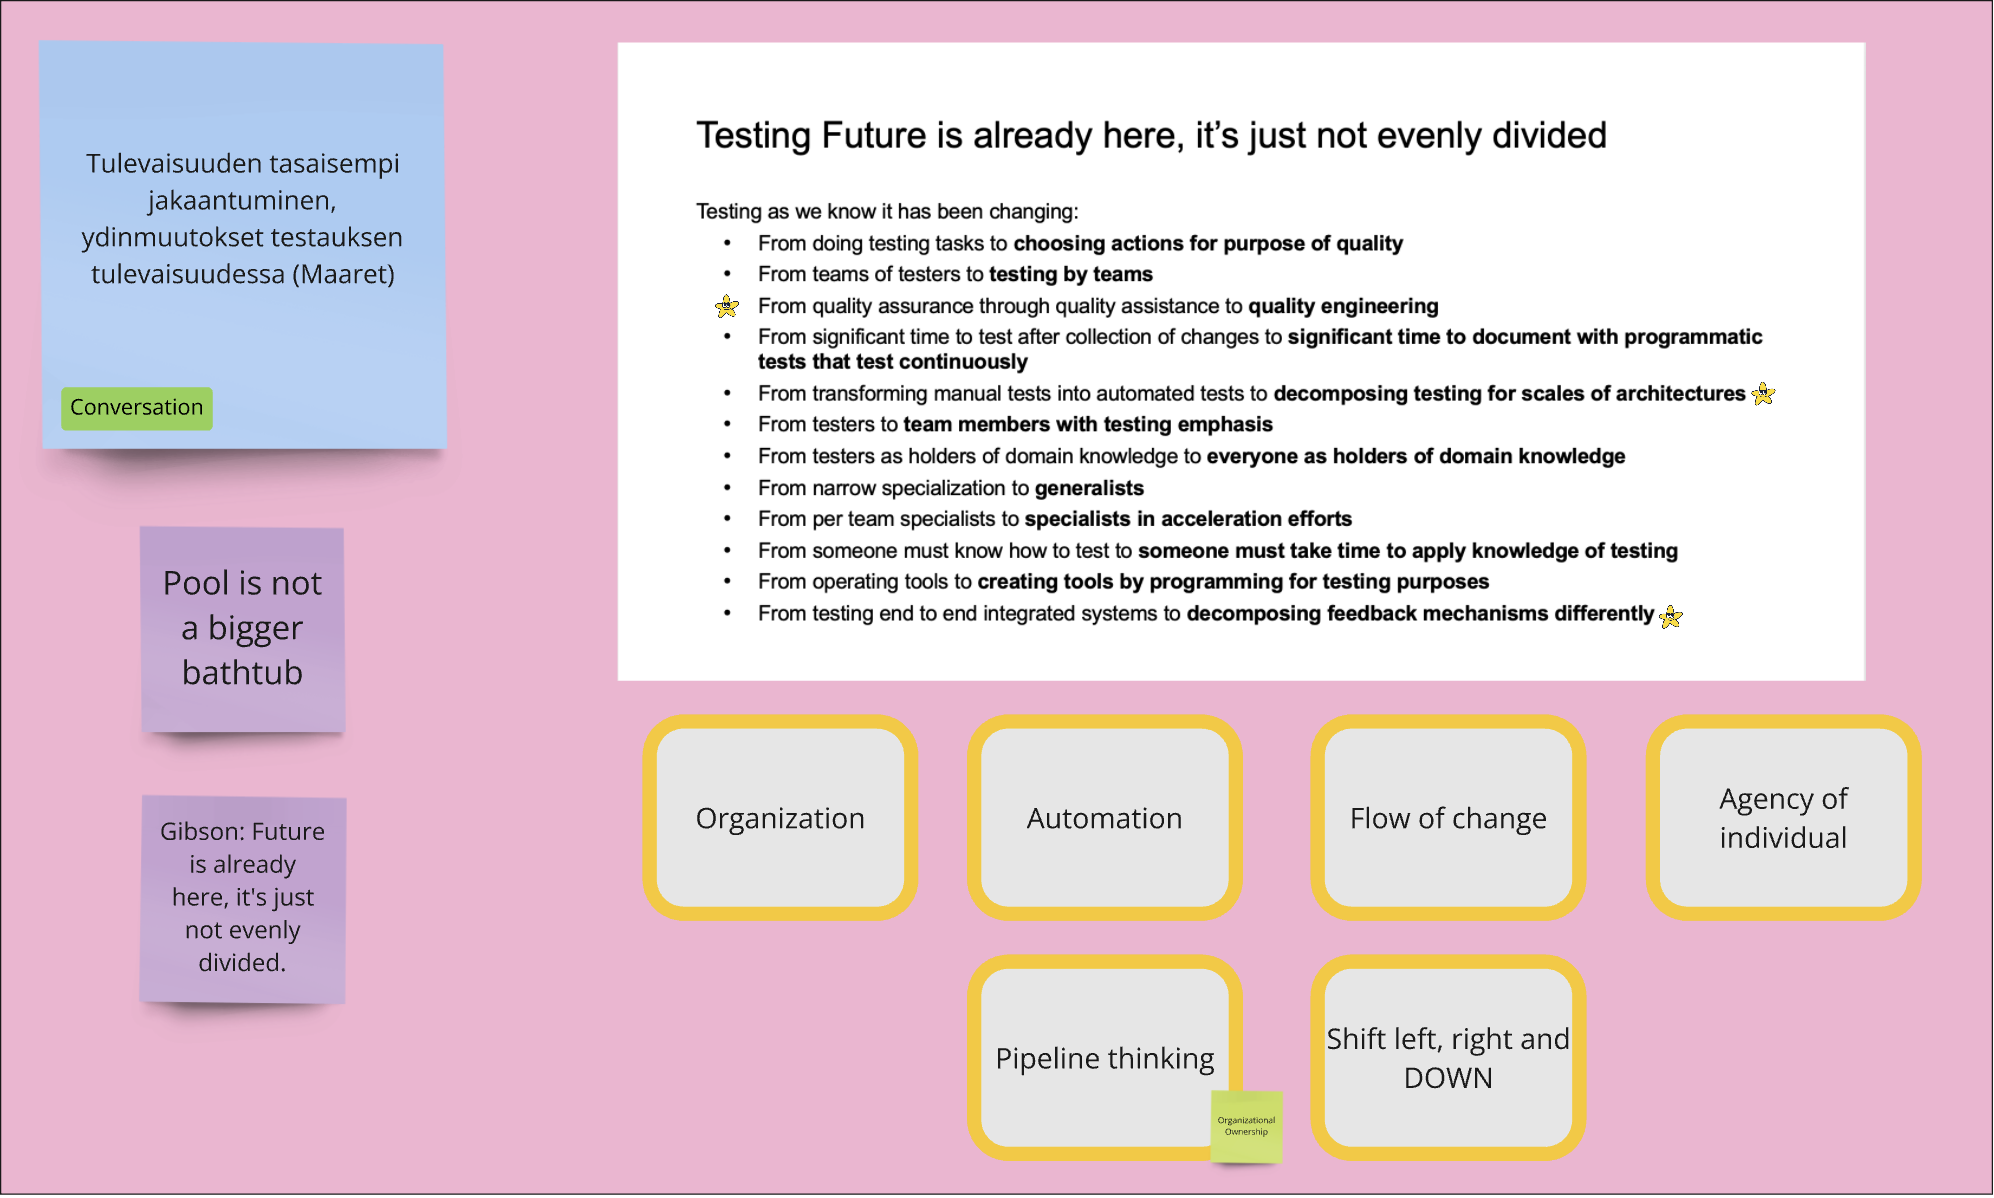 Tulevaisuuden tasaisempi
jakaantuminen,
ydinmuutokset testauksen
tulevaisuudessa (Maaret)
Conversation
Pool is not
a bigger
bathtub
Gibson: Future
is already
here, it's just
not evenly
divided.
Testing Future is already here, it’s just not evenly divided
Testing as we know it has been changing:
• From doing testing tasks to choosing actions for purpose of quality
• From teams of testers to testing by teams
From quality assurance through quality assistance to quality engineering
• From significant time to test after collection of changes to significant time to document with programmatic
tests that test continuously
• From transforming manual tests into automated tests to decomposing testing for scales of architectures
• From testers to team members with testing emphasis
• From testers as holders of domain knowledge to everyone as holders of domain knowledge
• From narrow specialization to generalists
• From per team specialists to specialists in acceleration efforts
• From someone must know how to test to someone must take time to apply knowledge of testing
• From operating tools to creating tools by programming for testing purposes
• From testing end to end integrated systems to decomposing feedback mechanisms differently
Organization
Automation
Flow of change
Agency of
individual
Pipeline thinking
Organizational
Ownership
Shift left, right and
DOWN